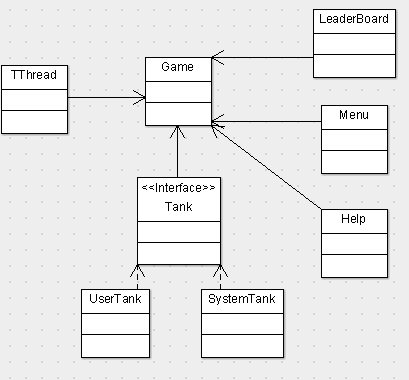 LeaderBoard
Game
TThread
Menu
<<Interface>>
Tank
Help
UserTank
SystemTank